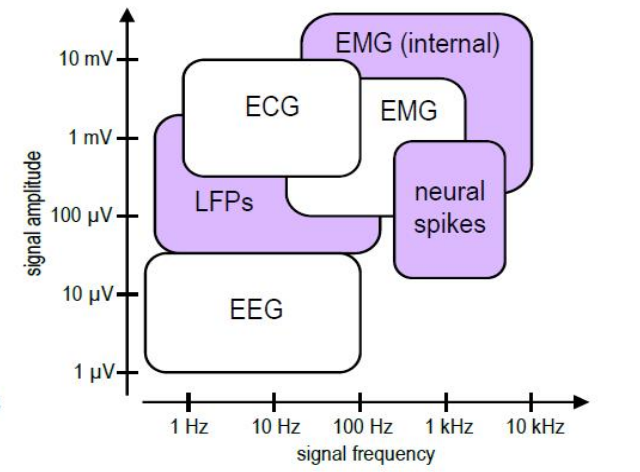 EMG (internal)
10 mV
ECG
EMG
1 mV
neural
spikes
LFPs
100 µV
signal amplitude
10 µV
EEG
1 µV
1 Hz
10 Hz
100 Hz
1 kHz
10 kHz
signal frequency